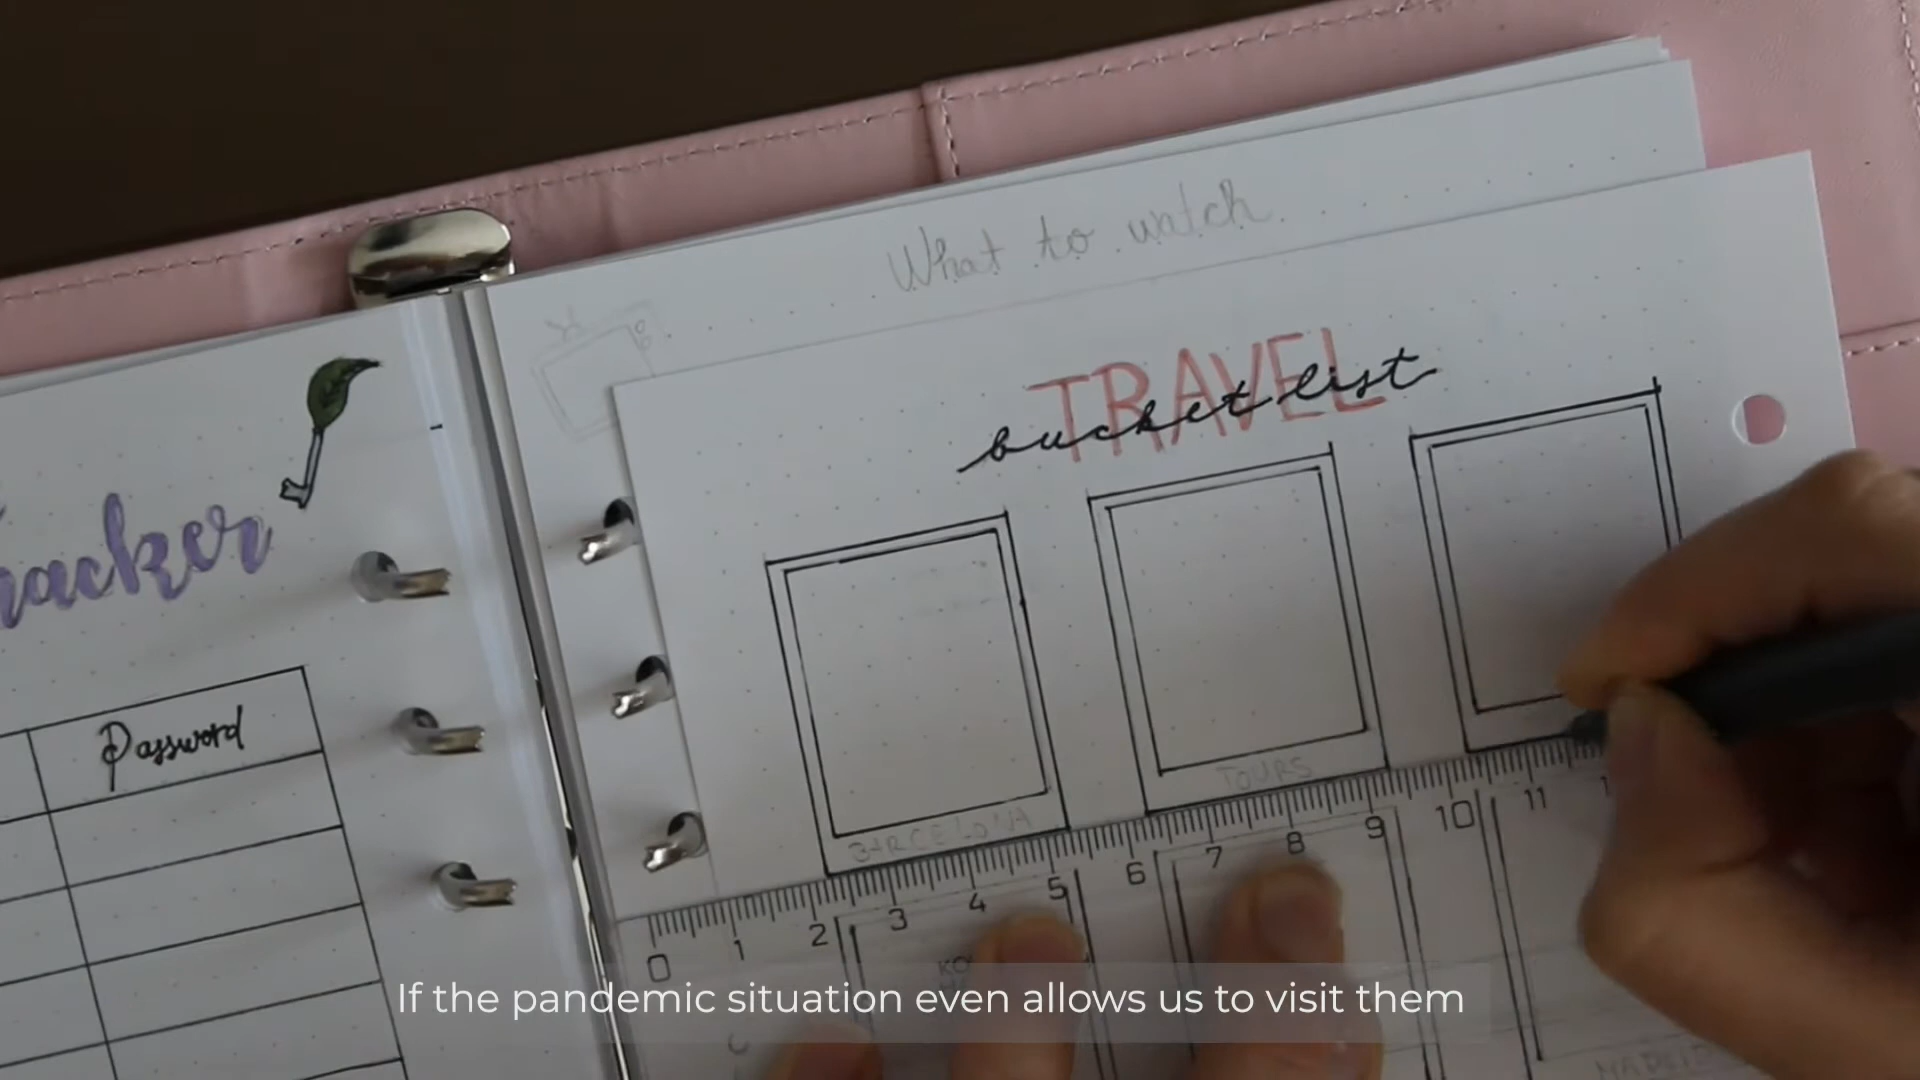 What to watch
TRAVEL
bucket list
racker
Password
BARCELONA
TOURS
0 1 2 3 4 5 6 7 8 9 10 11
If the pandemic situation even allows us to visit them